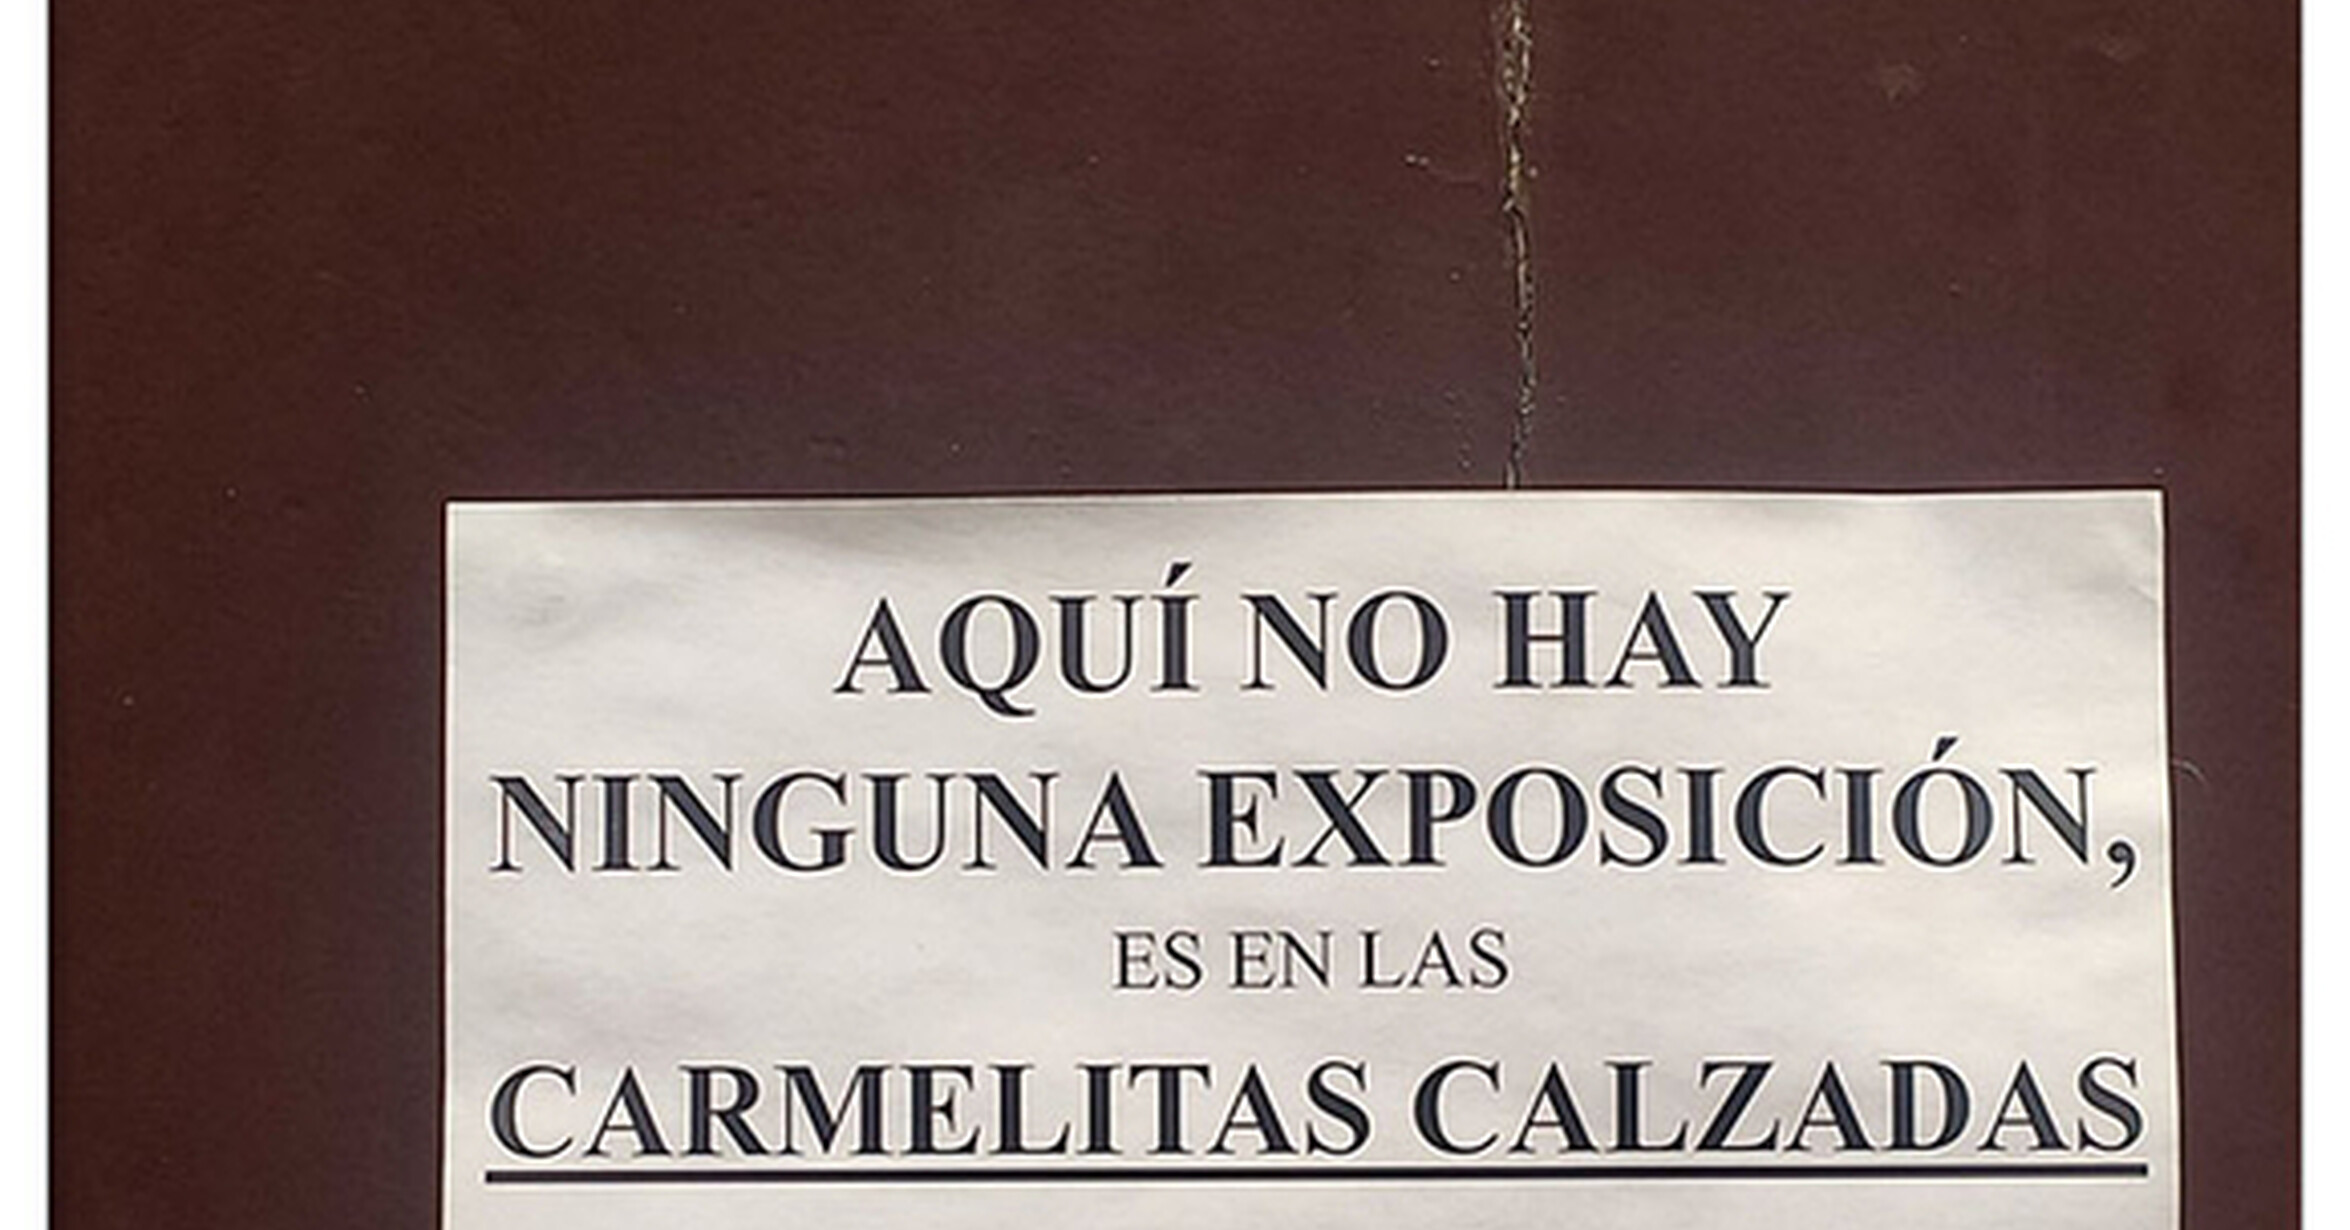 AQUÍ NO HAY
NINGUNA EXPOSICIÓN,
ES EN LAS
CARMELITAS CALZADAS